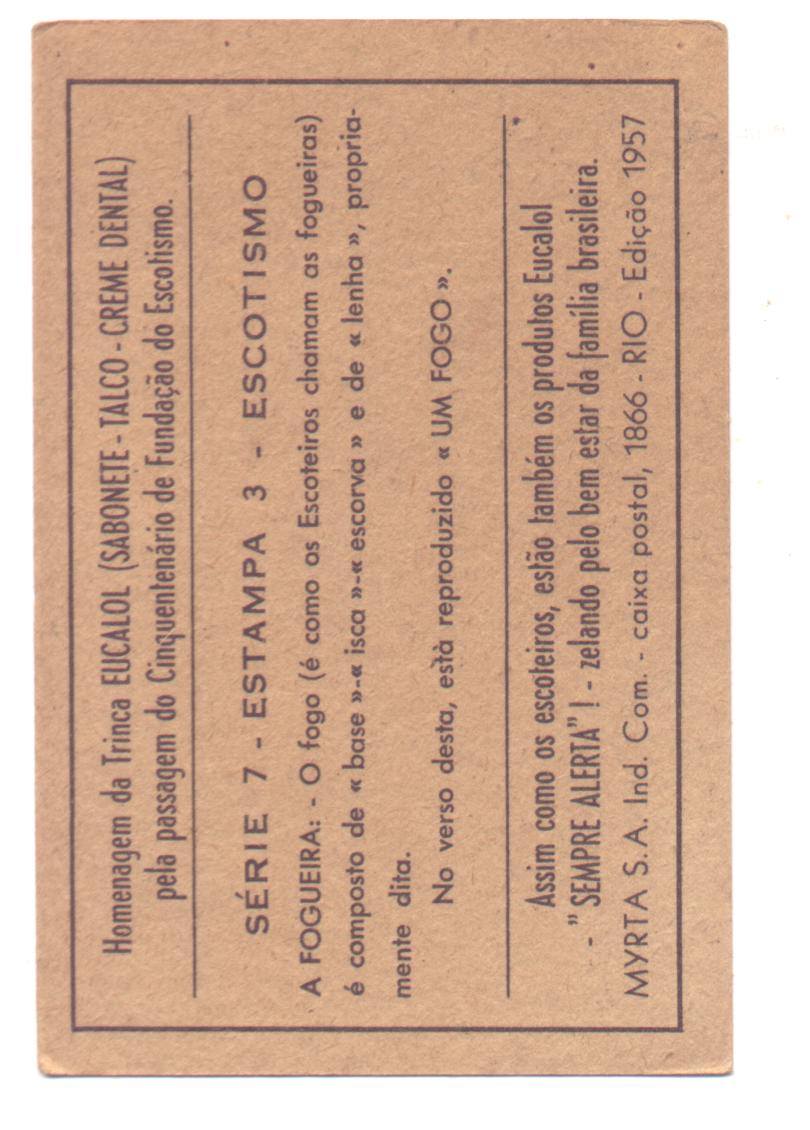 Homenagem da Trinca EUCALOL (SABONETE - TALCO - CREME DENTAL)
pela passagem do Cinquentenário de Fundação do Escotismo.
SÉRIE 7 - ESTAMPA 3 - ESCOTISMO
A FOGUEIRA: - O fogo (é como os Escoteiros chamam as fogueiras)
é composto de « base »-« isca »-« escorva » e de « lenha », propria-
mente dita.
No verso desta, està reproduzido « UM FOGO ».
Assim como os escoteiros, estão também os produtos Eucalol
- "SEMPRE ALERTA" ! - zelando pelo bem estar da família brasileira.
MYRTA S. A. Ind. Com. - caixa postal, 1866 - RIO - Edição 1957